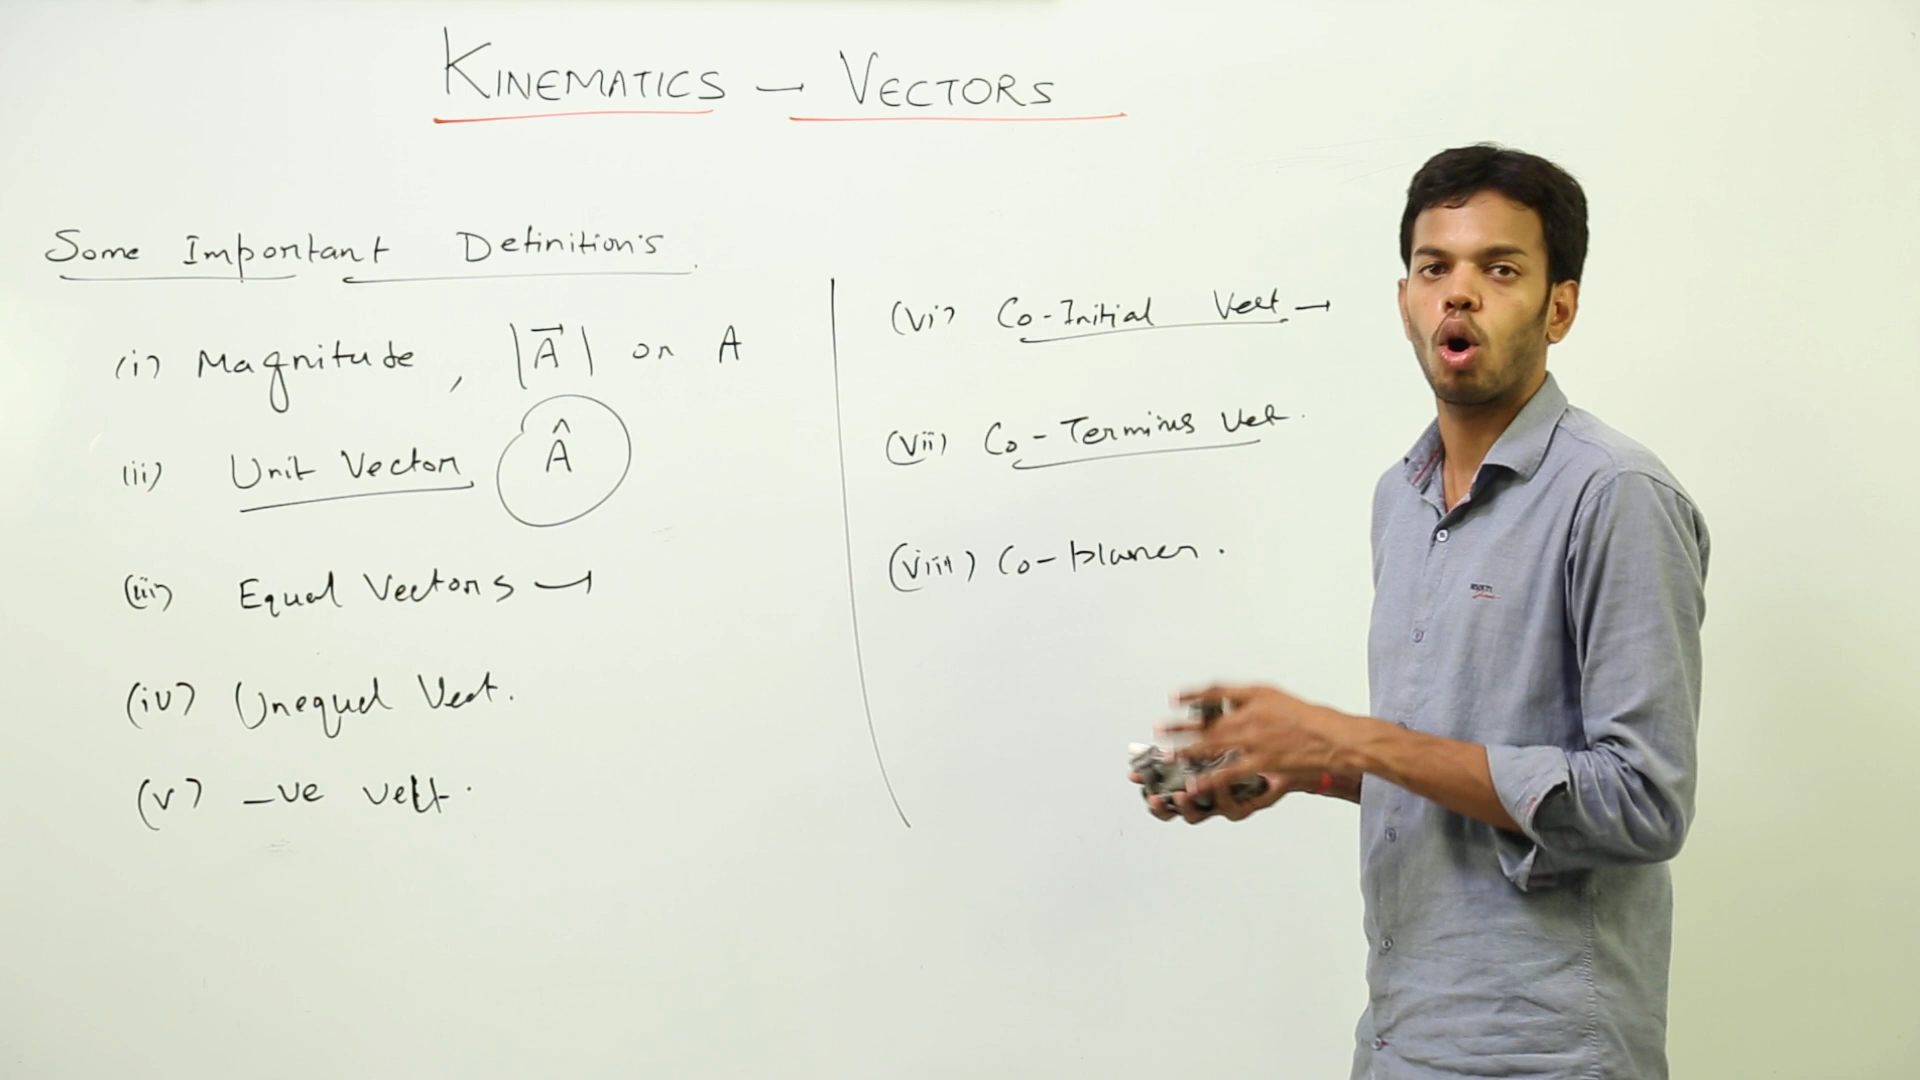 KINEMATICS → VECTORS
Some Important Definition's
(i) Magnitude, |A⃗| or A
(ii) Unit Vector Â
(iii) Equal Vectors →
(iv) Unequal Vect.
(v) -ve vect.
(vi) Co-Initial Vect →
(vii) Co-Terminus Vect.
(viii) Co-planer.